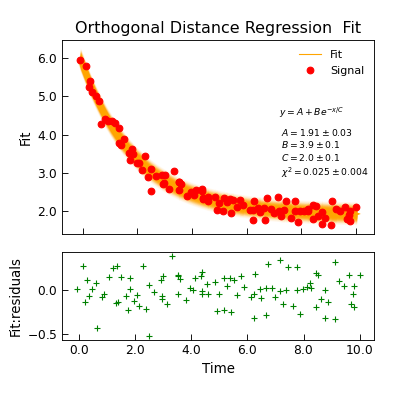 Orthogonal Distance Regression  Fit
6.0
5.0
4.0
3.0
2.0
Fit
Fit
Signal
y = A + Be^{-x/C}
A = 1.91 ± 0.03
B = 3.9 ± 0.1
C = 2.0 ± 0.1
χ² = 0.025 ± 0.004
0.0
−0.5
Fit:residuals
0.0 2.0 4.0 6.0 8.0 10.0
Time